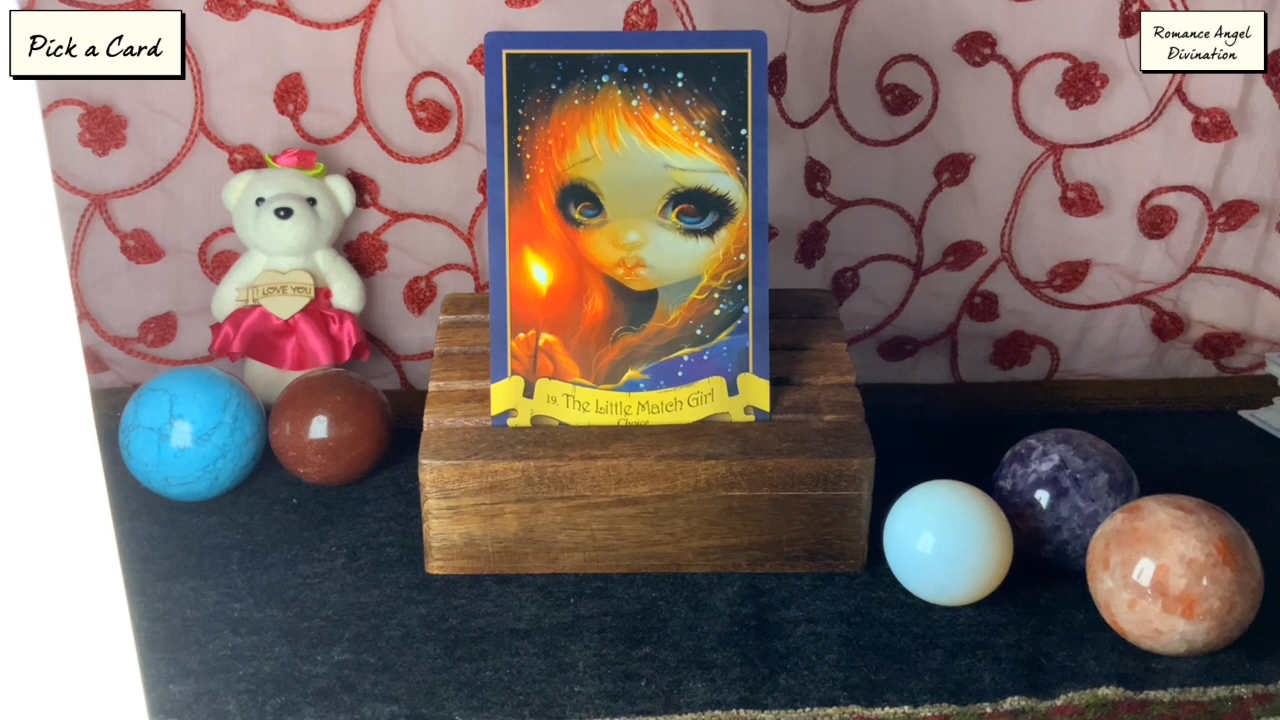 Pick a Card
Romance Angel
Divination
I LOVE YOU
19. The Little Match Girl
Choice